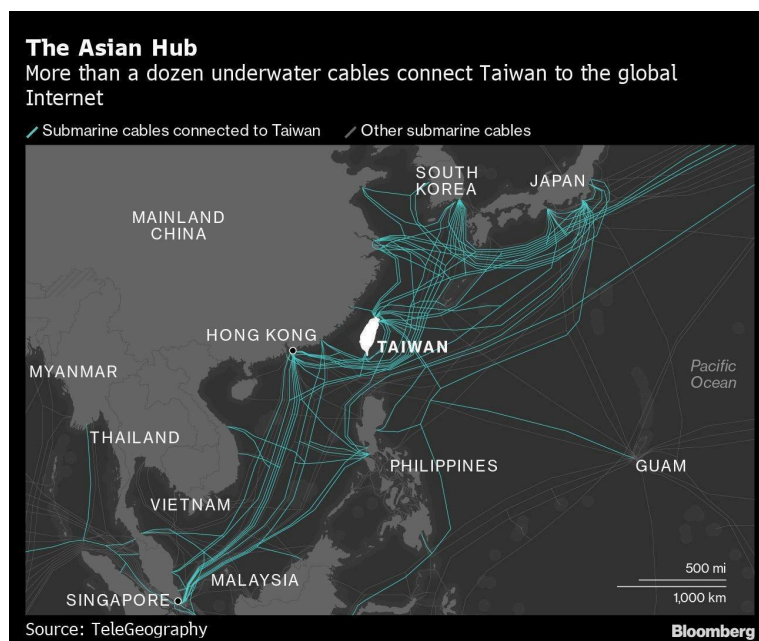 The Asian Hub
More than a dozen underwater cables connect Taiwan to the global
Internet
Submarine cables connected to Taiwan Other submarine cables
SOUTH
KOREA
JAPAN
MAINLAND
CHINA
HONG KONG
TAIWAN
Pacific
Ocean
MYANMAR
THAILAND
PHILIPPINES
GUAM
VIETNAM
500 mi
MALAYSIA
1,000 km
SINGAPORE
Source: TeleGeography
Bloomberg